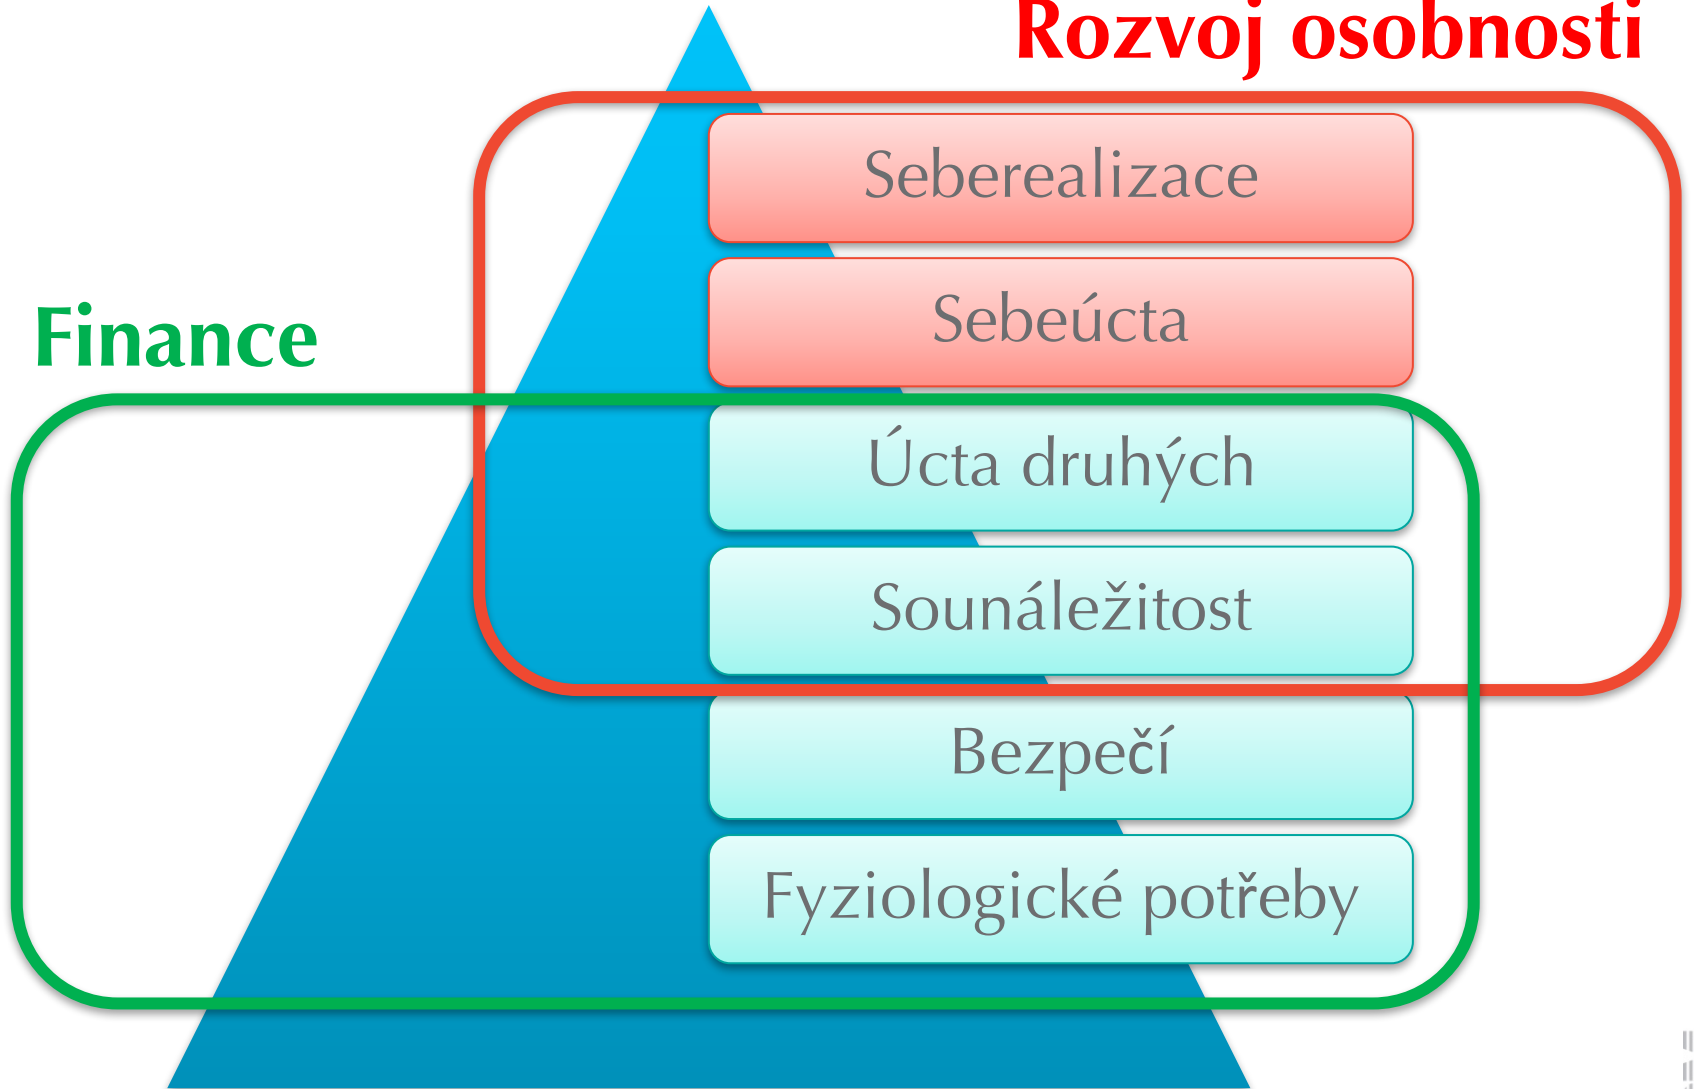 Rozvoj osobnosti
Seberealizace
Sebeúcta
Finance
Úcta druhých
Sounáležitost
Bezpečí
Fyziologické potřeby